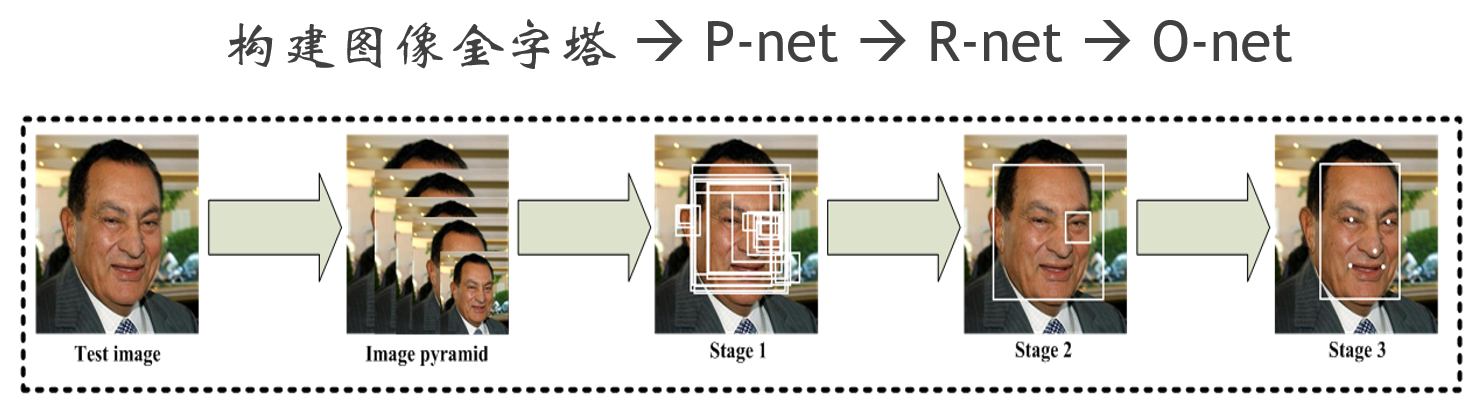 构建图像金字塔 → P-net → R-net → O-net
Test image
Image pyramid
Stage 1
Stage 2
Stage 3